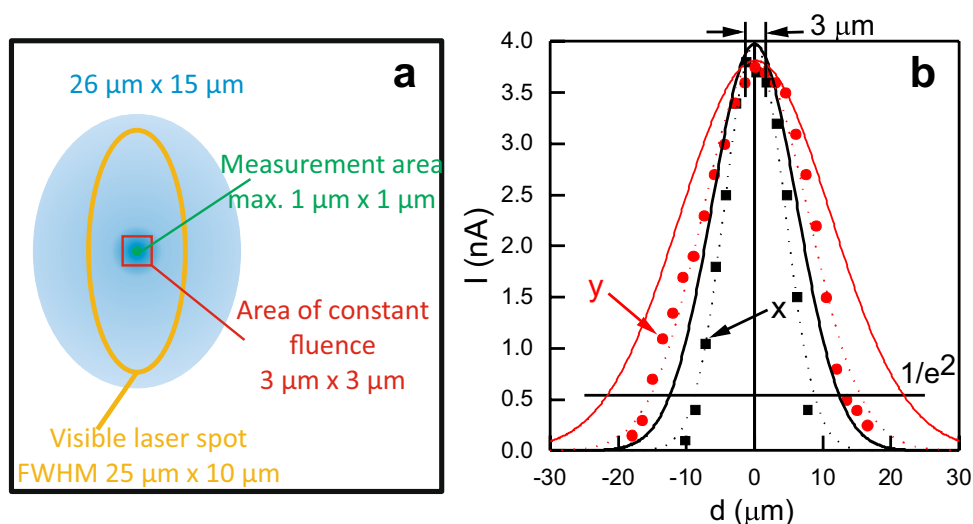 a
26 μm x 15 μm
Measurement area
max. 1 μm x 1 μm
Area of constant
fluence
3 μm x 3 μm
Visible laser spot
FWHM 25 μm x 10 μm
3 μm
b
4.0
3.5
3.0
2.5
2.0
1.5
1.0
0.5
0.0
I (nA)
y
x
1/e2
-30 -20 -10 0 10 20 30
d (μm)